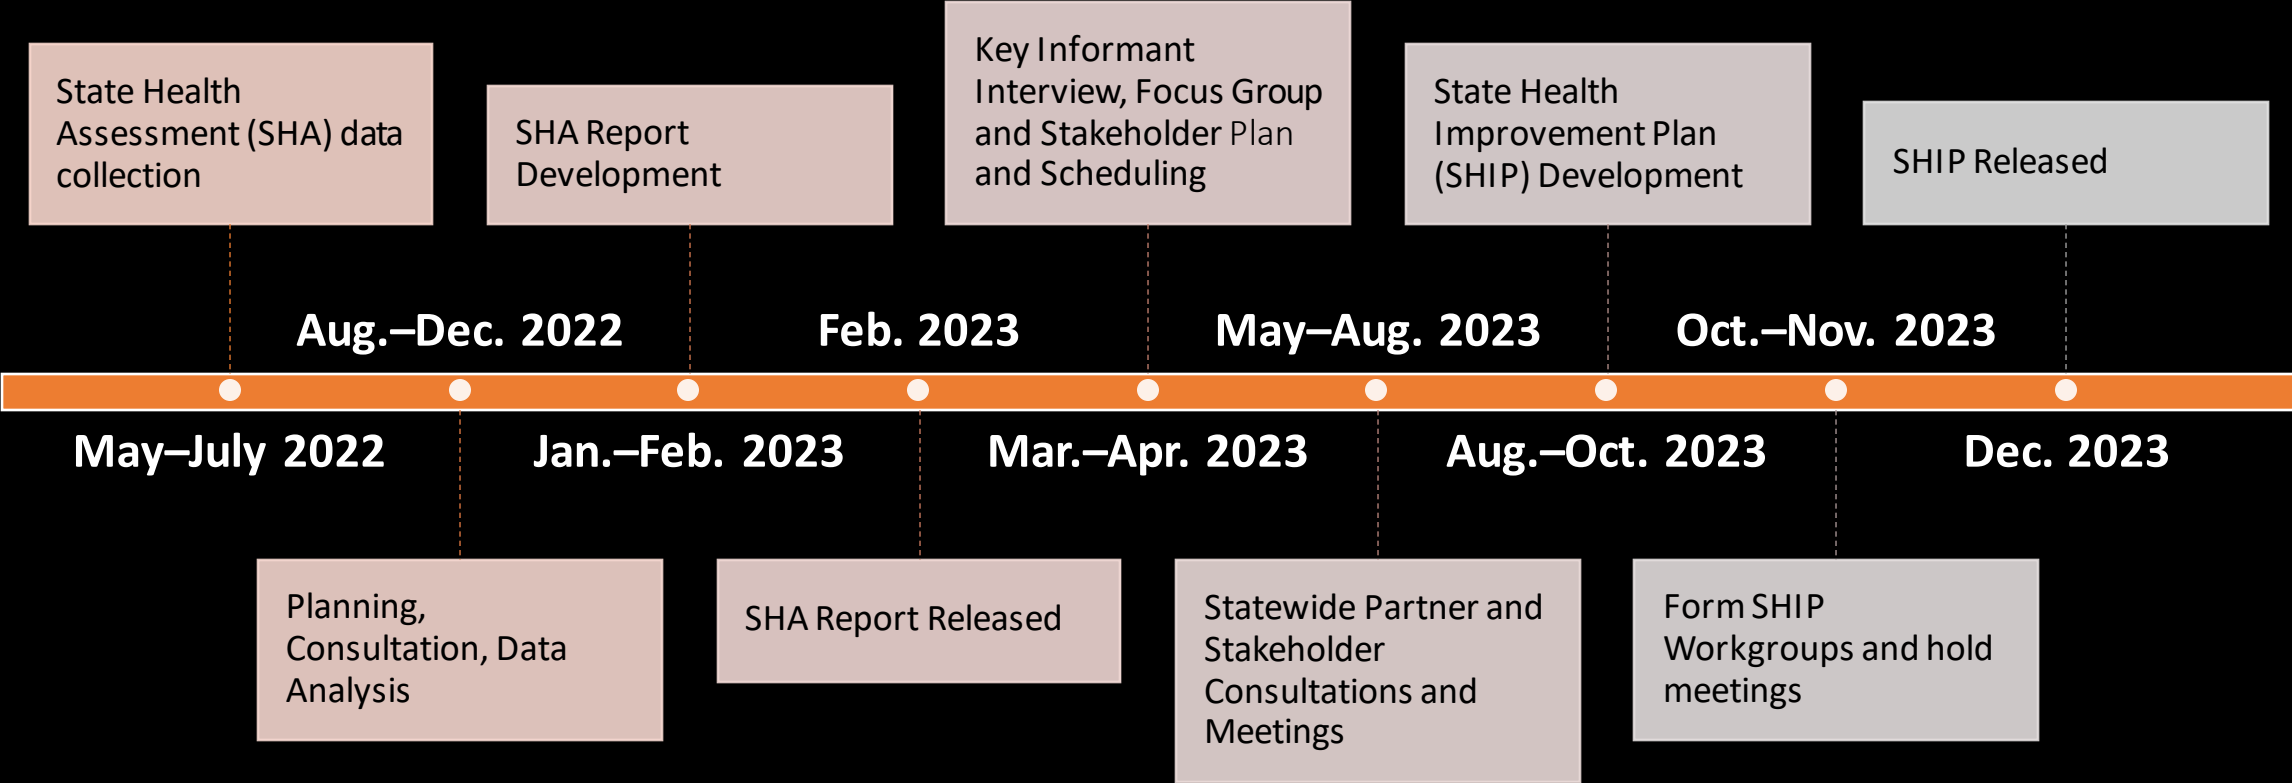 State Health
Assessment (SHA) data
collection
SHA Report
Development
Key Informant
Interview, Focus Group
and Stakeholder Plan
and Scheduling
State Health
Improvement Plan
(SHIP) Development
SHIP Released
Aug.–Dec. 2022
Feb. 2023
May–Aug. 2023
Oct.–Nov. 2023
May–July 2022
Jan.–Feb. 2023
Mar.–Apr. 2023
Aug.–Oct. 2023
Dec. 2023
Planning,
Consultation, Data
Analysis
SHA Report Released
Statewide Partner and
Stakeholder
Consultations and
Meetings
Form SHIP
Workgroups and hold
meetings